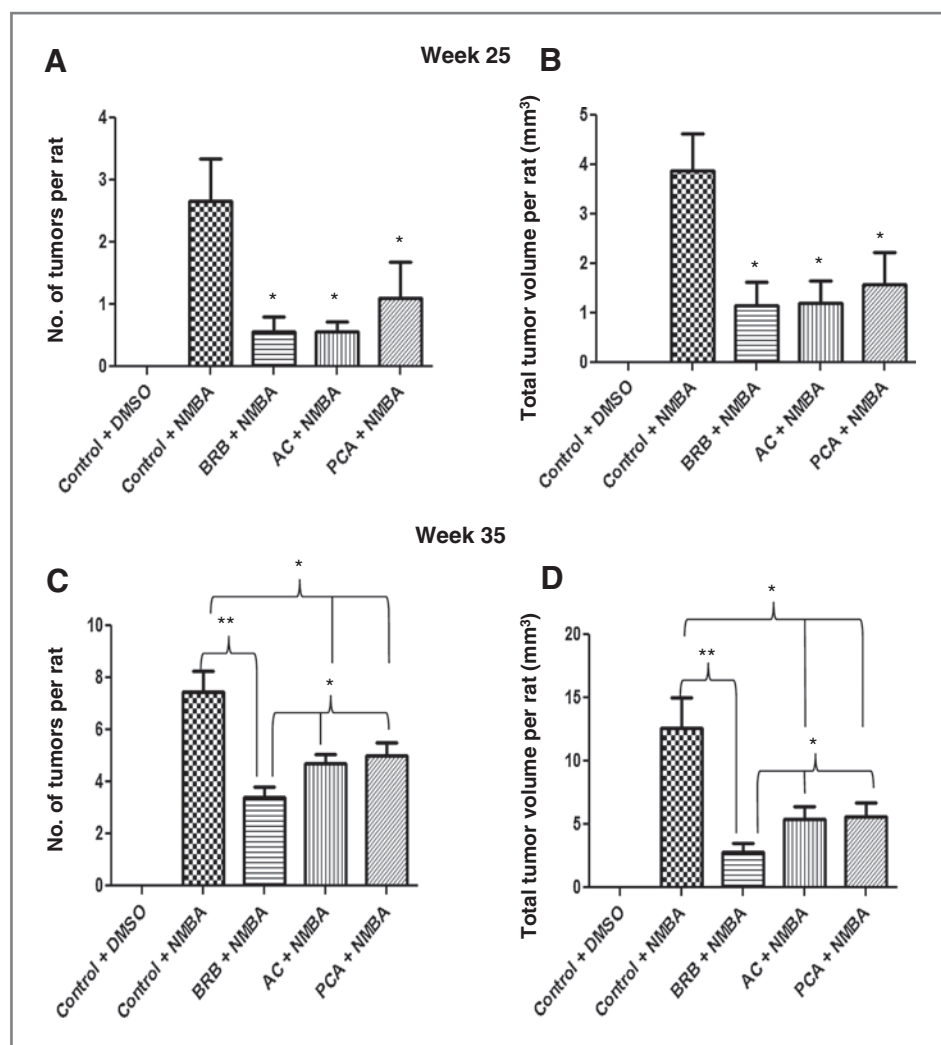 Week 25
A
No. of tumors per rat
4
3
2
1
0
*
*
*
Control + DMSO
Control + NMBA
BRB + NMBA
AC + NMBA
PCA + NMBA
B
Total tumor volume per rat (mm³)
5
4
3
2
1
0
*
*
*
Control + DMSO
Control + NMBA
BRB + NMBA
AC + NMBA
PCA + NMBA
Week 35
C
No. of tumors per rat
10
8
6
4
2
0
*
**
*
Control + DMSO
Control + NMBA
BRB + NMBA
AC + NMBA
PCA + NMBA
D
Total tumor volume per rat (mm³)
20
15
10
5
0
*
**
*
Control + DMSO
Control + NMBA
BRB + NMBA
AC + NMBA
PCA + NMBA